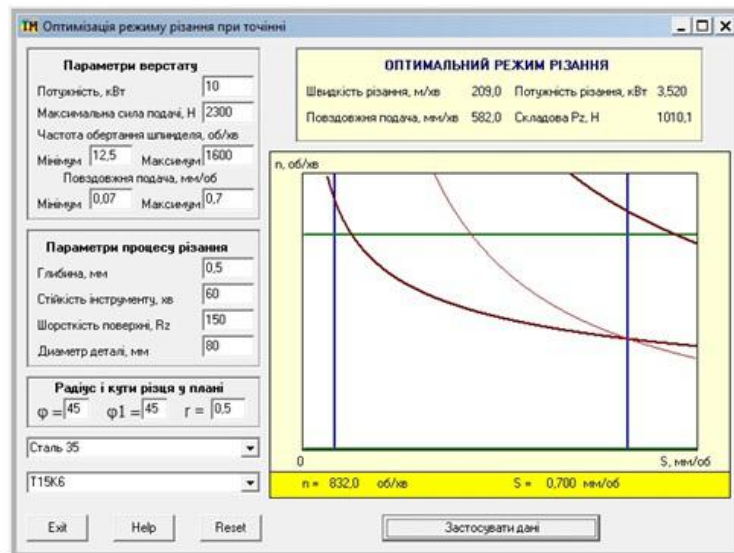 ТМ Оптимізація режиму різання при точінні
Параметри верстату
Потужність, кВт 10
Максимальна сила подачі, Н 2300
Частота обертання шпинделя, об/хв
Мінімум 12,5 Максимум 1600
Повздовжня подача, мм/об
Мінімум 0,07 Максимум 0,7
Параметри процесу різання
Глибина, мм 0,5
Стійкість інструменту, хв 60
Шорсткість поверхні, Rz 150
Диаметр деталі, мм 80
Радіус і кути різця у плані
φ = 45 φ1 = 45 r = 0,5
Сталь 35
Т15К6
Exit Help Reset
ОПТИМАЛЬНИЙ РЕЖИМ РІЗАННЯ
Швидкість різання, м/хв 209,0 Потужність різання, кВт 3,520
Повздовжня подача, мм/хв 582,0 Складова Pz, Н 1010,1
n, об/хв
0 S, мм/об
n = 832,0 об/хв S = 0,700 мм/об
Застосувати дані